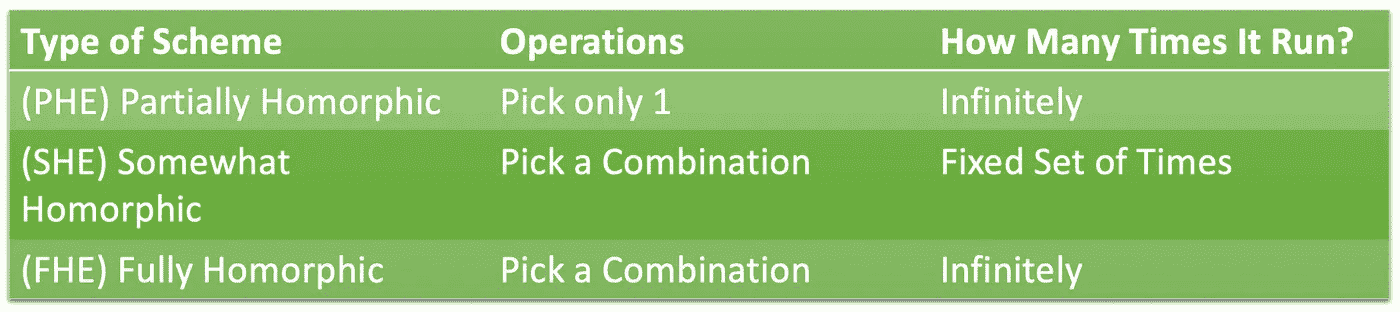 Type of Scheme Operations How Many Times It Run?
(PHE) Partially Homorphic Pick only 1 Infinitely
(SHE) Somewhat Pick a Combination Fixed Set of Times
Homorphic
(FHE) Fully Homorphic Pick a Combination Infinitely